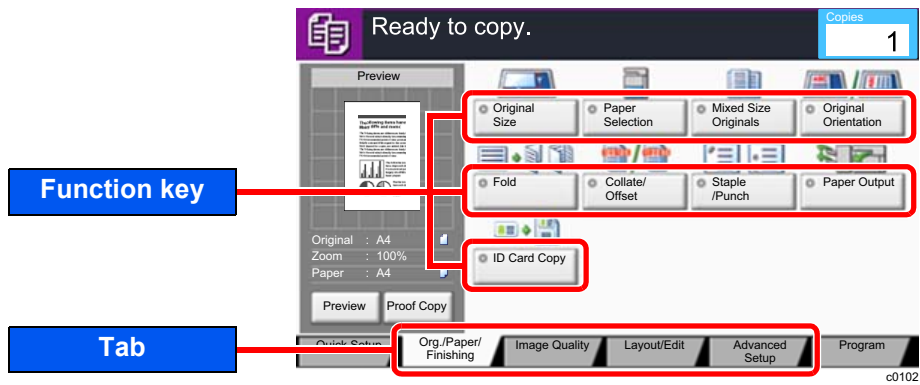 Ready to copy.
Copies
1
Preview
Original
Size
Paper
Selection
Mixed Size
Originals
Original
Orientation
Function key
Fold
Collate/
Offset
Staple
/Punch
Paper Output
Original : A4
Zoom : 100%
Paper : A4
ID Card Copy
Preview
Proof Copy
Tab
Quick Setup
Org./Paper/
Finishing
Image Quality
Layout/Edit
Advanced
Setup
Program
c0102